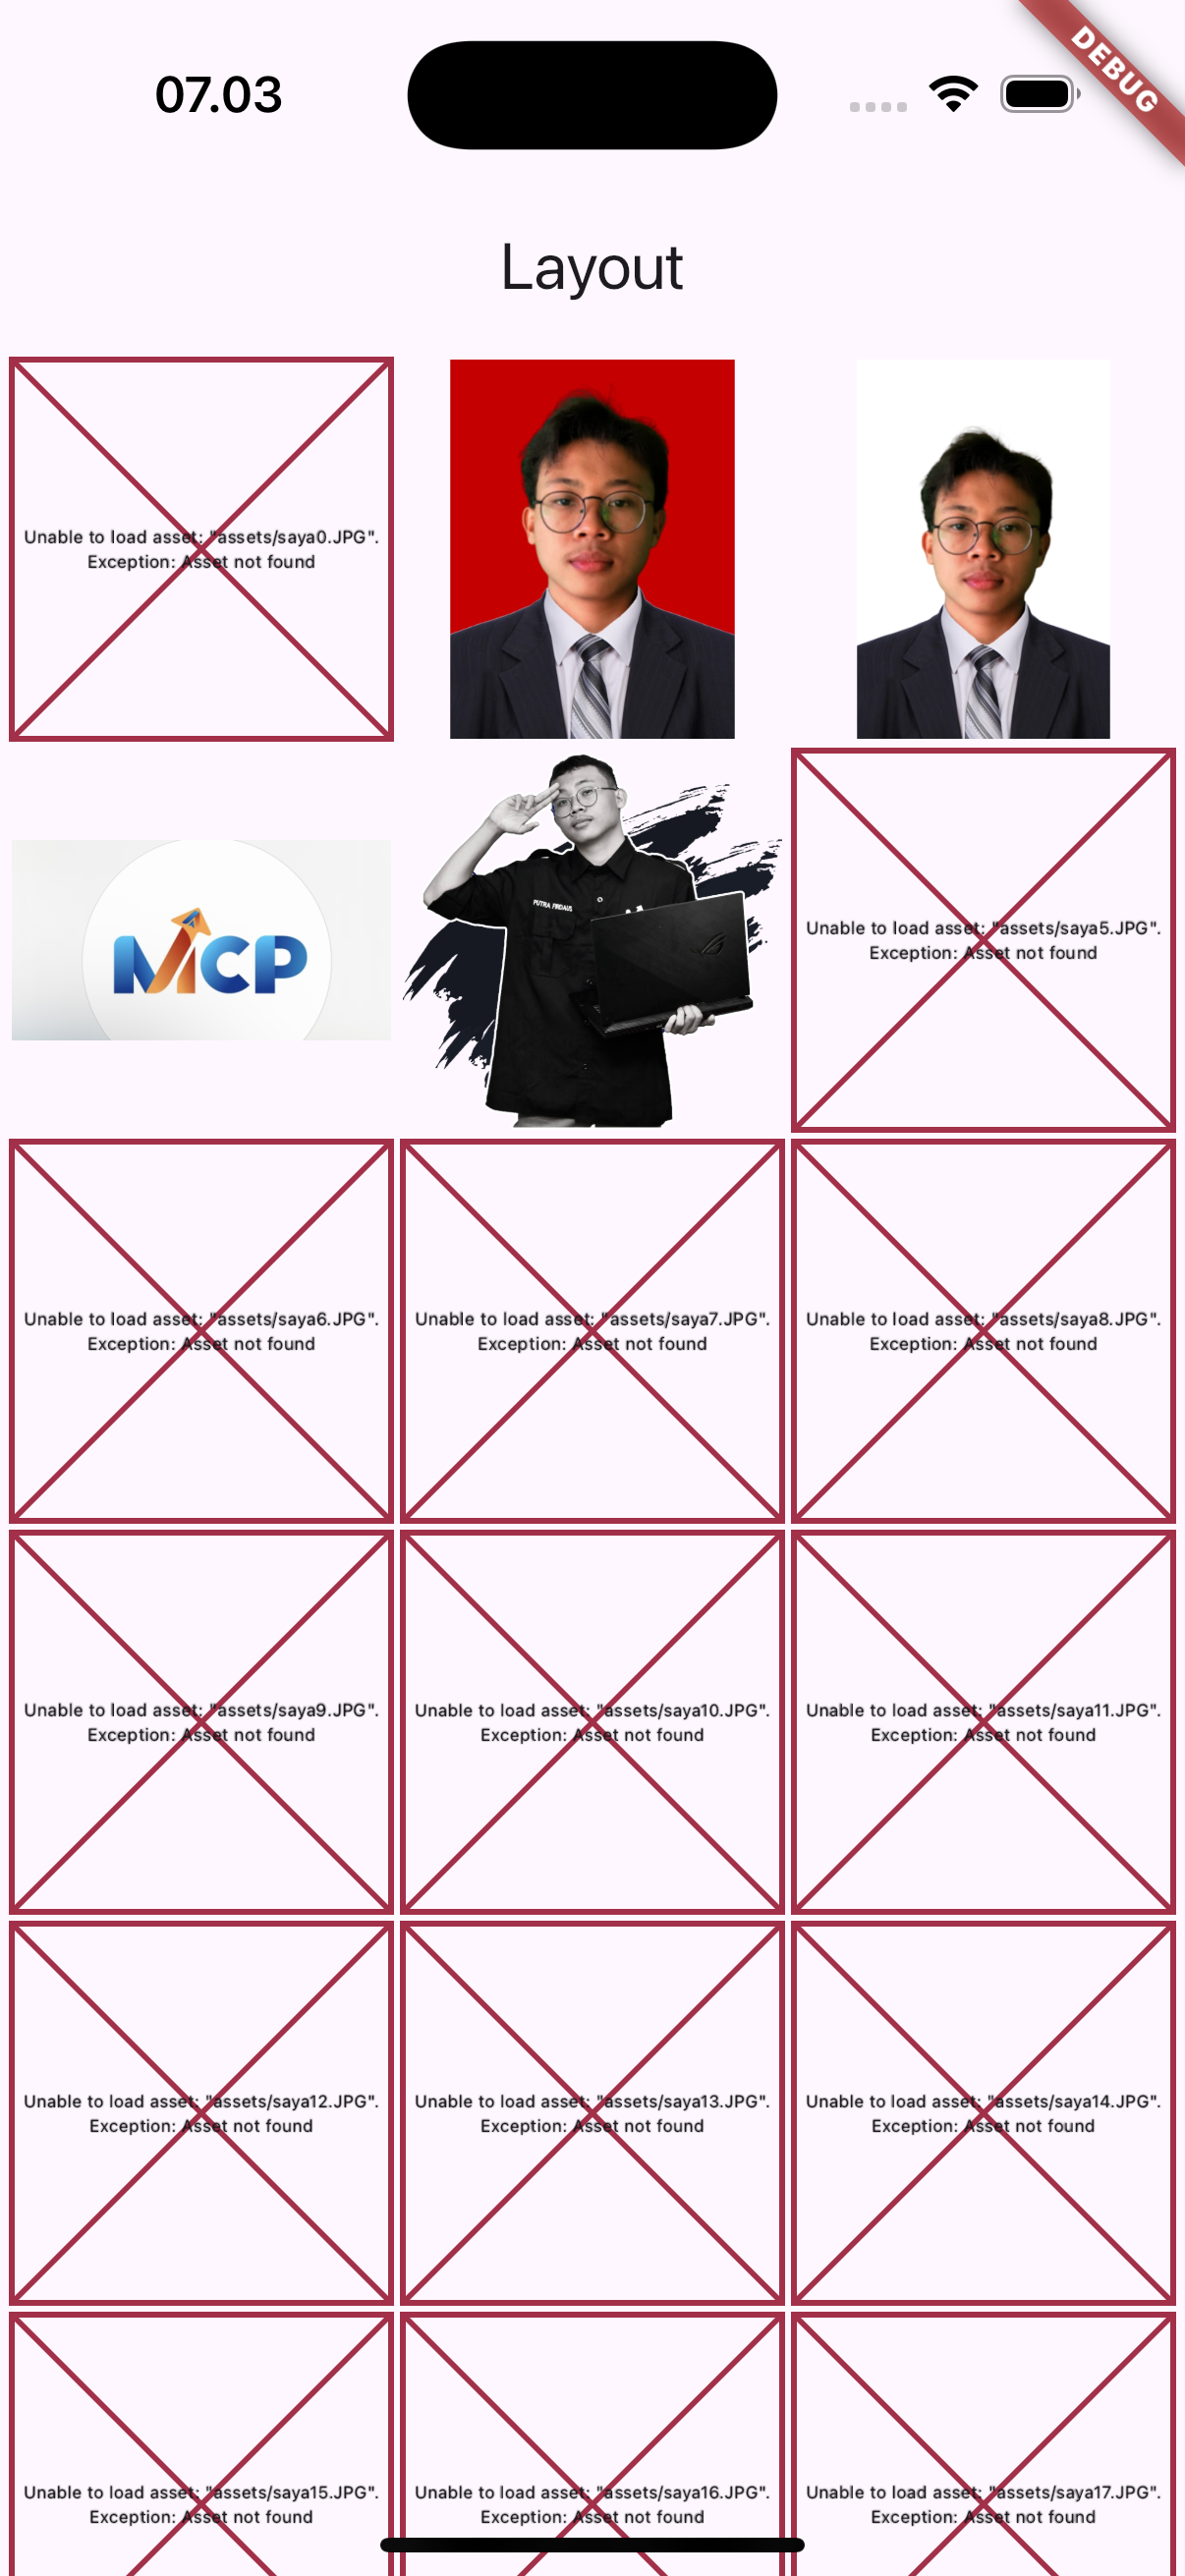 07.03
DEBUG
Layout
Unable to load asset: "assets/saya0.JPG".
Exception: Asset not found
MCP
PUTRA FIRDAUS
Unable to load asset: "assets/saya5.JPG".
Exception: Asset not found
Unable to load asset: "assets/saya6.JPG".
Exception: Asset not found
Unable to load asset: "assets/saya7.JPG".
Exception: Asset not found
Unable to load asset: "assets/saya8.JPG".
Exception: Asset not found
Unable to load asset: "assets/saya9.JPG".
Exception: Asset not found
Unable to load asset: "assets/saya10.JPG".
Exception: Asset not found
Unable to load asset: "assets/saya11.JPG".
Exception: Asset not found
Unable to load asset: "assets/saya12.JPG".
Exception: Asset not found
Unable to load asset: "assets/saya13.JPG".
Exception: Asset not found
Unable to load asset: "assets/saya14.JPG".
Exception: Asset not found
Unable to load asset: "assets/saya15.JPG".
Exception: Asset not found
Unable to load asset: "assets/saya16.JPG".
Exception: Asset not found
Unable to load asset: "assets/saya17.JPG".
Exception: Asset not found